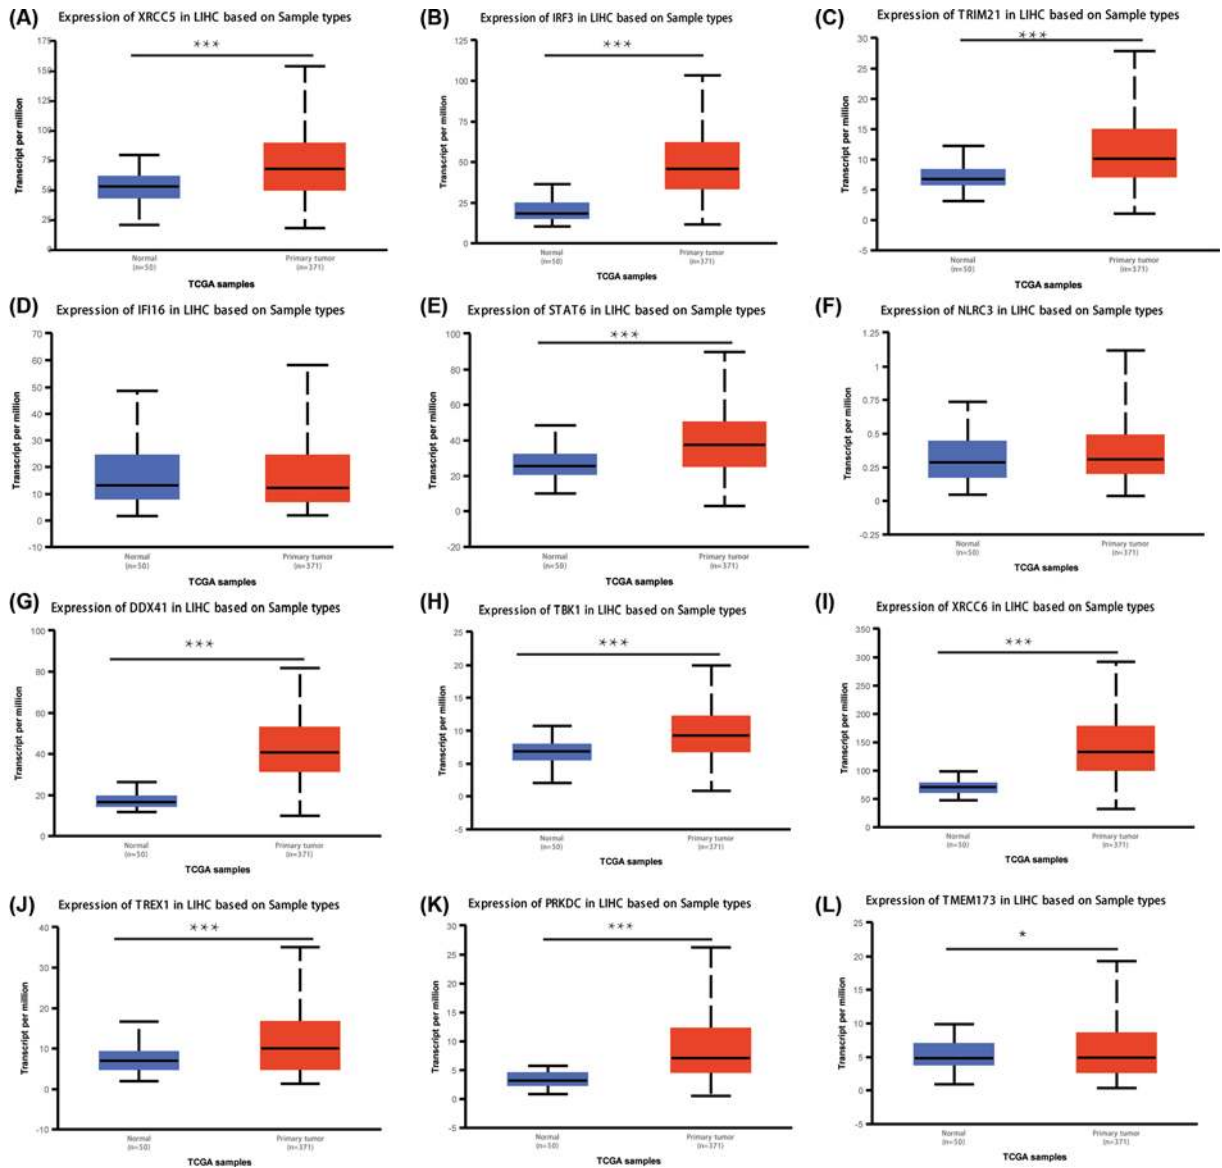 (A) Expression of XRCC5 in LIHC based on Sample types
175
150
125
100
75
50
25
0
Transcript per million
***
Normal
(n=50)
Primary tumor
(n=371)
TCGA samples
(B) Expression of IRF3 in LIHC based on Sample types
125
100
75
50
25
0
Transcript per million
***
Normal
(n=50)
Primary tumor
(n=371)
TCGA samples
(C) Expression of TRIM21 in LIHC based on Sample types
30
25
20
15
10
5
0
-5
Transcript per million
***
Normal
(n=50)
Primary tumor
(n=371)
TCGA samples
(D) Expression of IFI16 in LIHC based on Sample types
70
60
50
40
30
20
10
0
-10
Transcript per million
Normal
(n=50)
Primary tumor
(n=371)
TCGA samples
(E) Expression of STAT6 in LIHC based on Sample types
100
80
60
40
20
0
-20
Transcript per million
***
Normal
(n=50)
Primary tumor
(n=371)
TCGA samples
(F) Expression of NLRC3 in LIHC based on Sample types
1.25
1
0.75
0.5
0.25
0
-0.25
Transcript per million
Normal
(n=50)
Primary tumor
(n=371)
TCGA samples
(G) Expression of DDX41 in LIHC based on Sample types
100
80
60
40
20
0
Transcript per million
***
Normal
(n=50)
Primary tumor
(n=371)
TCGA samples
(H) Expression of TBK1 in LIHC based on Sample types
25
20
15
10
5
0
-5
Transcript per million
***
Normal
(n=50)
Primary tumor
(n=371)
TCGA samples
(I) Expression of XRCC6 in LIHC based on Sample types
350
300
250
200
150
100
50
0
Transcript per million
***
Normal
(n=50)
Primary tumor
(n=371)
TCGA samples
(J) Expression of TREX1 in LIHC based on Sample types
40
30
20
10
0
-10
Transcript per million
***
Normal
(n=50)
Primary tumor
(n=371)
TCGA samples
(K) Expression of PRKDC in LIHC based on Sample types
30
25
20
15
10
5
0
-5
Transcript per million
***
Normal
(n=50)
Primary tumor
(n=371)
TCGA samples
(L) Expression of TMEM173 in LIHC based on Sample types
25
20
15
10
5
0
-5
Transcript per million
*
Normal
(n=50)
Primary tumor
(n=371)
TCGA samples